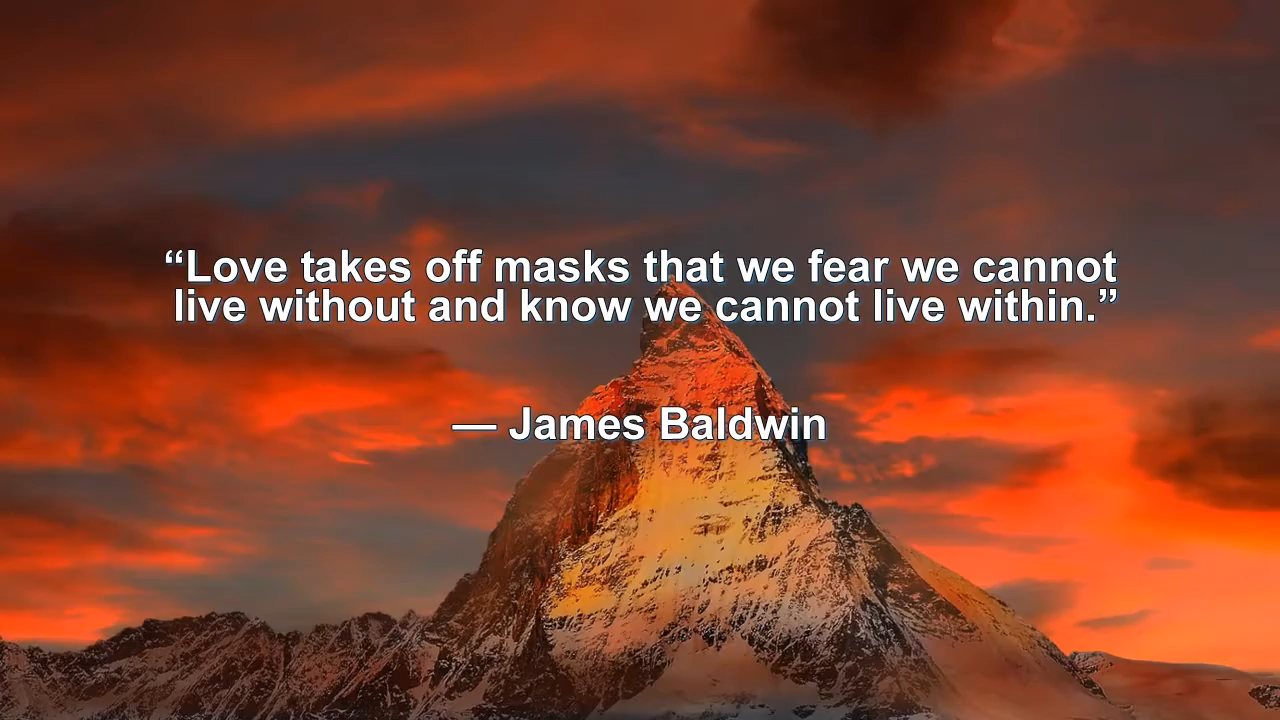 “Love takes off masks that we fear we cannot
live without and know we cannot live within.”
— James Baldwin